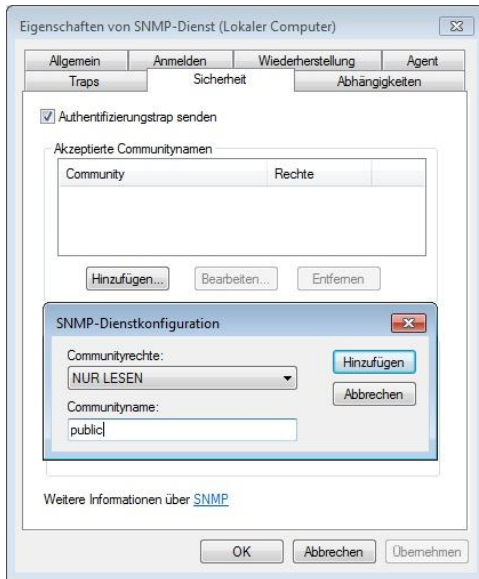 Eigenschaften von SNMP-Dienst (Lokaler Computer)
Allgemein Anmelden Wiederherstellung Agent
Traps Sicherheit Abhängigkeiten
Authentifizierungstrap senden
Akzeptierte Communitynamen
Community Rechte
Hinzufügen... Bearbeiten... Entfernen
SNMP-Dienstkonfiguration
Communityrechte:
NUR LESEN
Hinzufügen
Abbrechen
Communityname:
public
Weitere Informationen über SNMP
OK Abbrechen Übernehmen